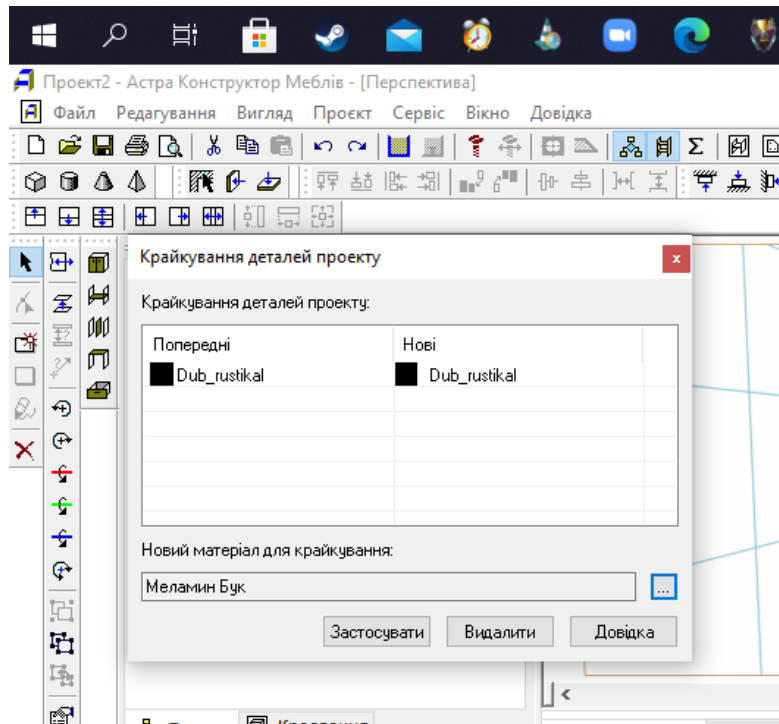 Проект2 - Астра Конструктор Меблів - [Перспектива]
Файл Редагування Вигляд Проєкт Сервіс Вікно Довідка
Крайкування деталей проекту
Крайкування деталей проекту:
Попередні Нові
Dub_rustikal Dub_rustikal
Новий матеріал для крайкування:
Меламин Бук
...
Застосувати Видалити Довідка